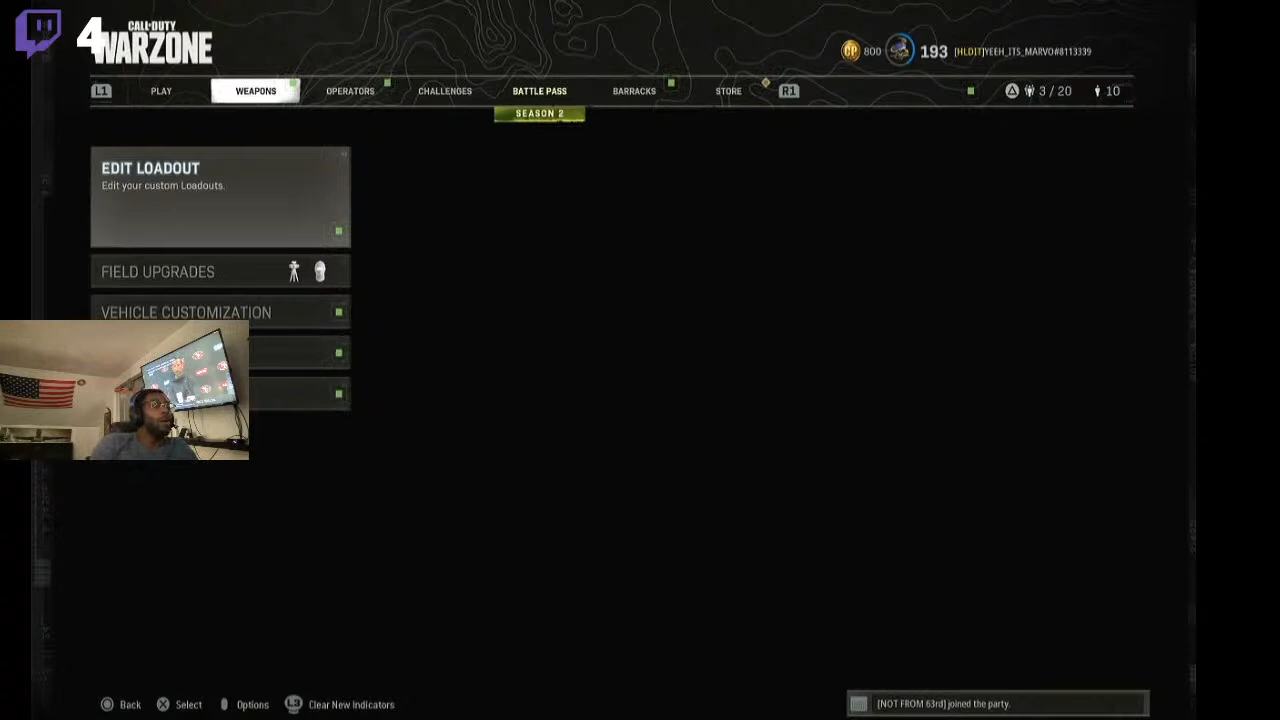 4
CALL OF DUTY
WARZONE
800
193
[HLDIT]YEEH_ITS_MARVO#8113339
L1
PLAY
WEAPONS
OPERATORS
CHALLENGES
BATTLE PASS
BARRACKS
STORE
R1
3 / 20
10
SEASON 2
EDIT LOADOUT
Edit your custom Loadouts.
FIELD UPGRADES
VEHICLE CUSTOMIZATION
Back
Select
Options
Clear New Indicators
[NOT FROM 63rd] joined the party.